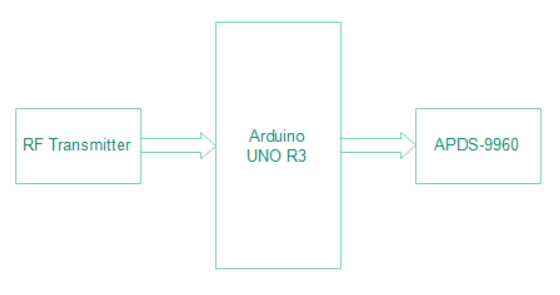 RF Transmitter
Arduino
UNO R3
APDS-9960